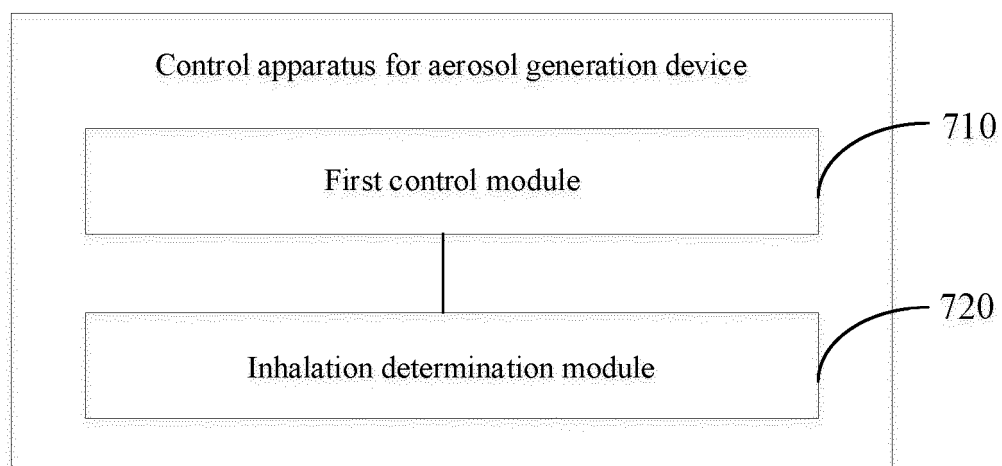 Control apparatus for aerosol generation device
710
First control module
720
Inhalation determination module